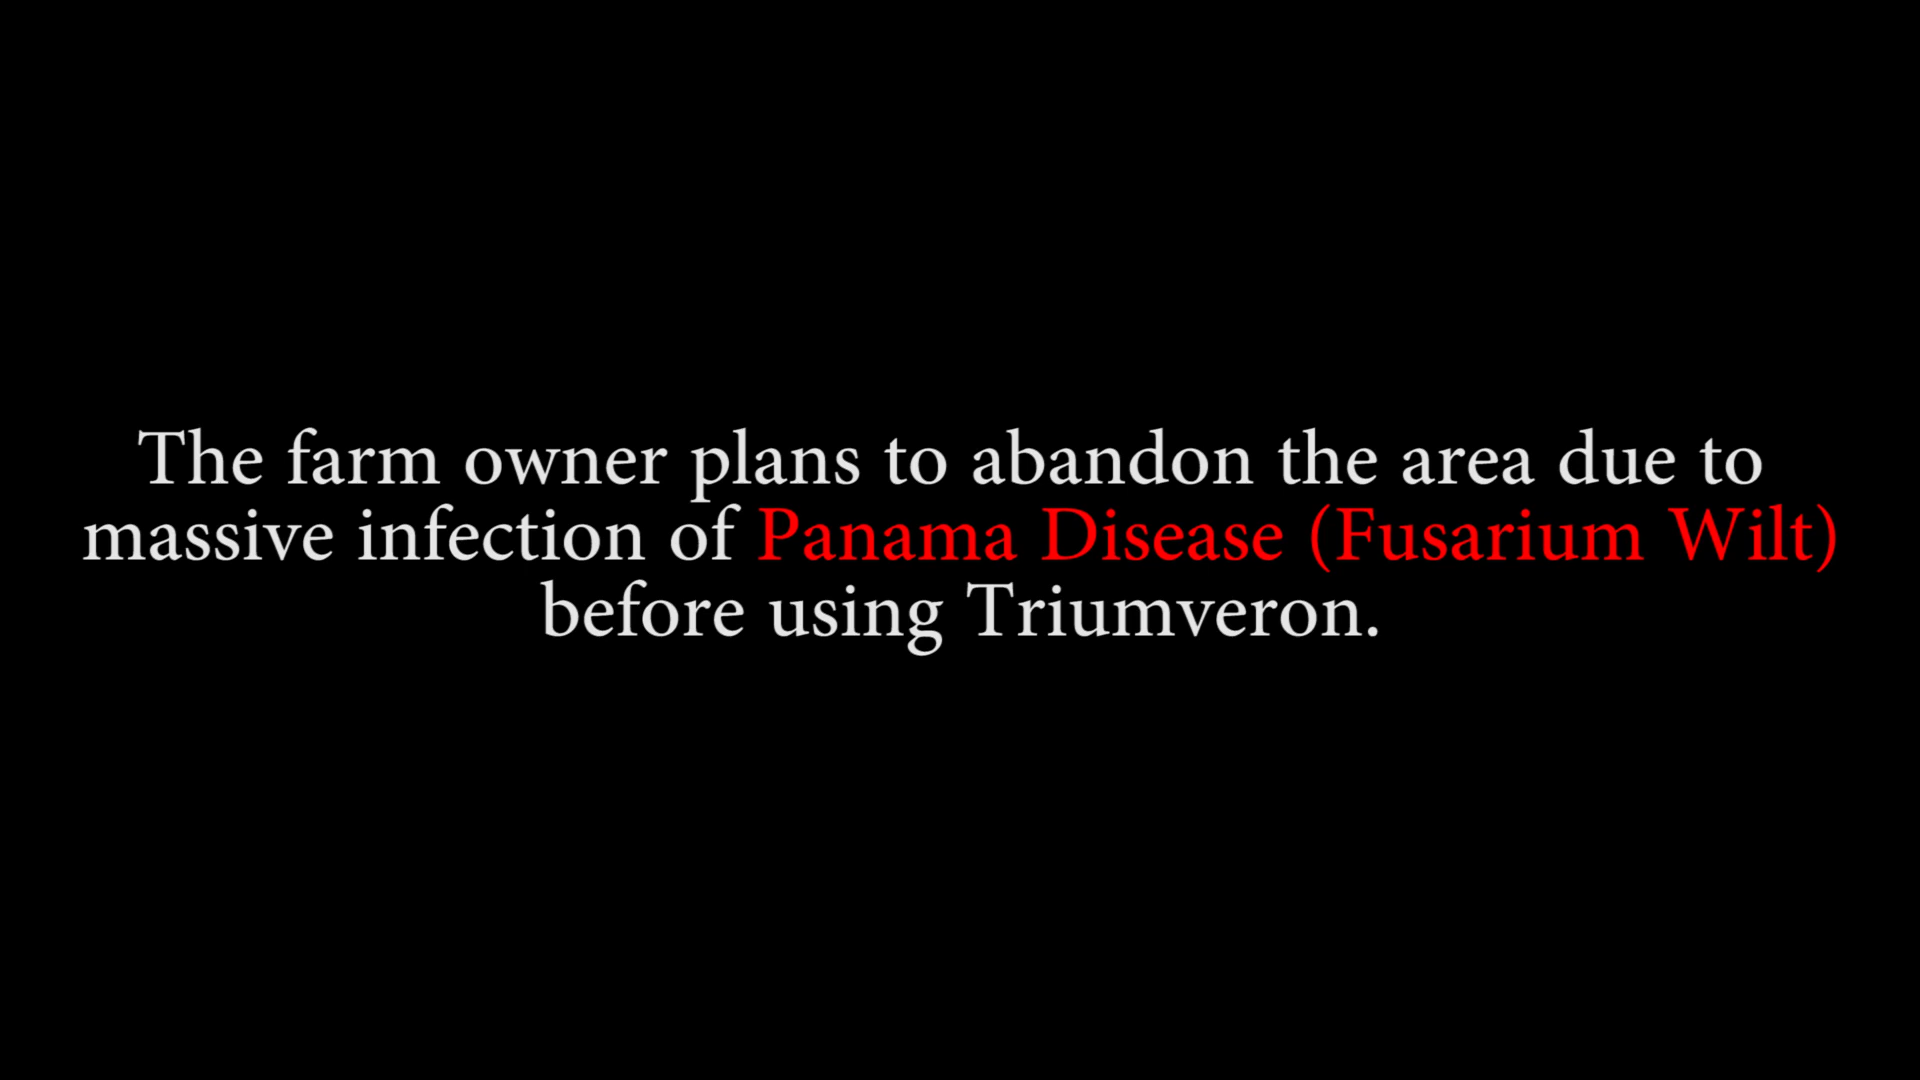 The farm owner plans to abandon the area due to
massive infection of Panama Disease (Fusarium Wilt)
before using Triumveron.